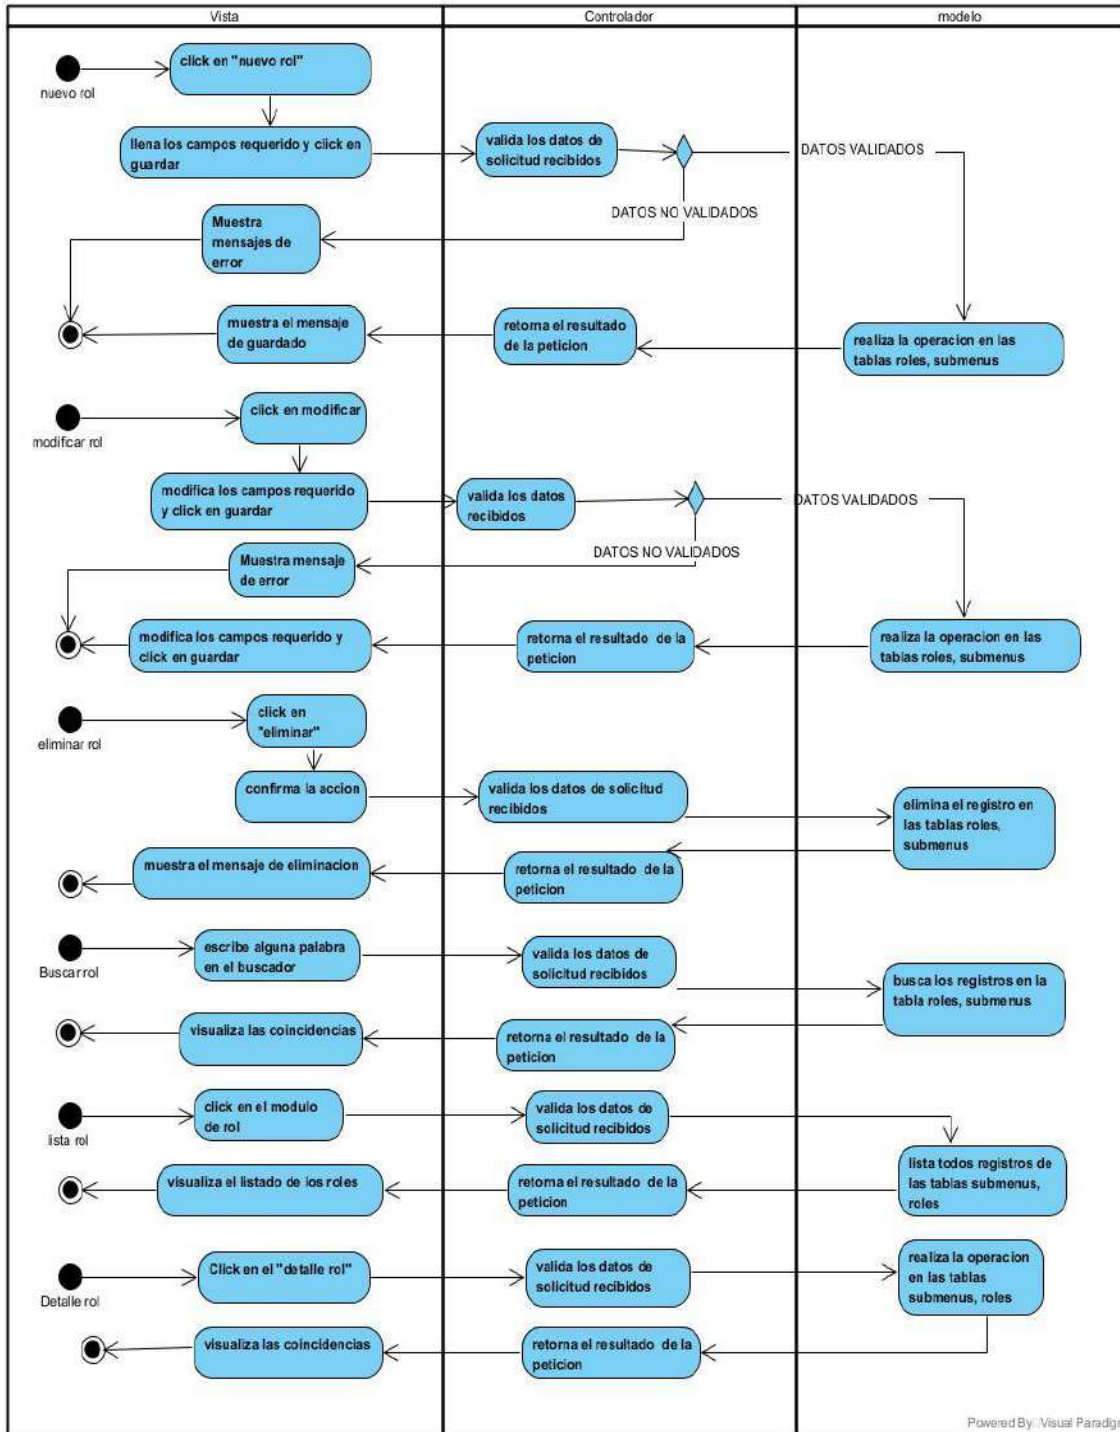 Vista
Controlador
modelo
click en "nuevo rol"
nuevo rol
llena los campos requerido y click en
guardar
valida los datos de
solicitud recibidos
DATOS VALIDADOS
DATOS NO VALIDADOS
Muestra
mensajes de
error
muestra el mensaje
de guardado
retorna el resultado
de la peticion
realiza la operacion en las
tablas roles, submenus
click en modificar
modificar rol
modifica los campos requerido
y click en guardar
valida los datos
recibidos
DATOS VALIDADOS
DATOS NO VALIDADOS
Muestra mensaje
de error
modifica los campos requerido y
click en guardar
retorna el resultado de la
peticion
realiza la operacion en las
tablas roles, submenus
click en
"eliminar"
eliminar rol
confirma la accion
valida los datos de solicitud
recibidos
elimina el registro en
las tablas roles,
submenus
muestra el mensaje de eliminacion
retorna el resultado de la
peticion
escribe alguna palabra
en el buscador
Buscar rol
valida los datos de
solicitud recibidos
busca los registros en la
tabla roles, submenus
visualiza las coincidencias
retorna el resultado de la
peticion
click en el modulo
de rol
lista rol
valida los datos de
solicitud recibidos
lista todos registros de
las tablas submenus,
roles
visualiza el listado de los roles
retorna el resultado de la
peticion
Click en el "detalle rol"
Detalle rol
valida los datos de
solicitud recibidos
realiza la operacion
en las tablas
submenus, roles
visualiza las coincidencias
retorna el resultado de la
peticion
Powered By Visual Paradigm